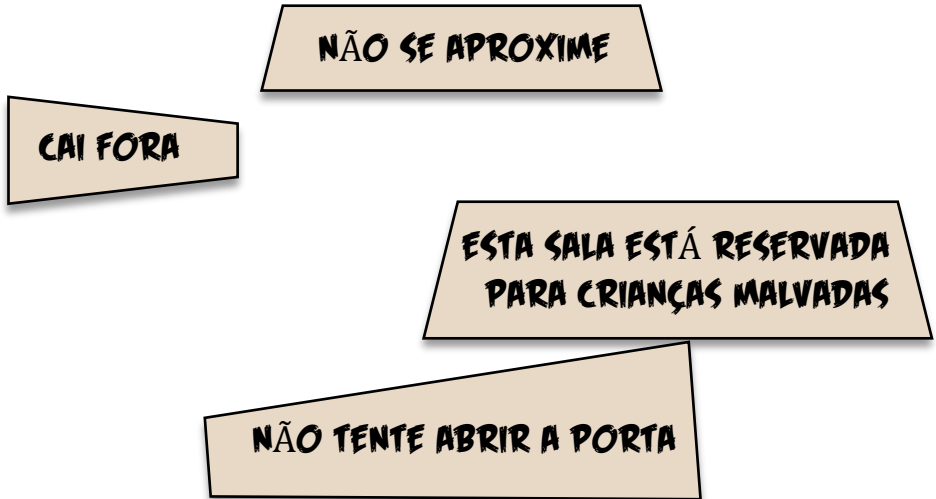 NÃO SE APROXIME
CAI FORA
ESTA SALA ESTÁ RESERVADA
PARA CRIANÇAS MALVADAS
NÃO TENTE ABRIR A PORTA